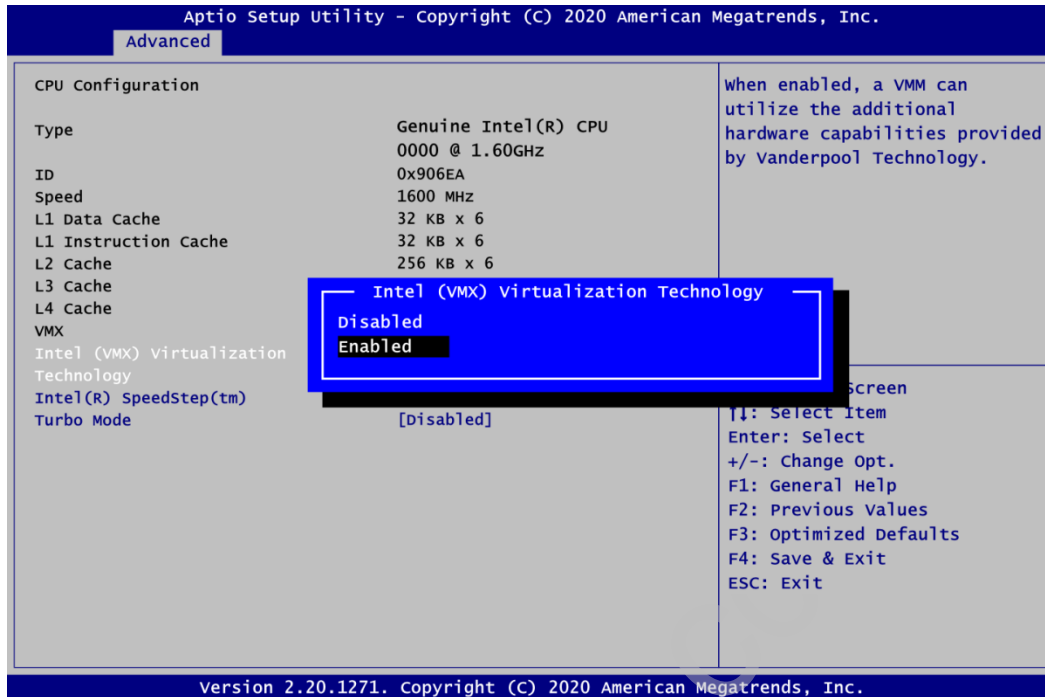 Aptio Setup Utility - Copyright (C) 2020 American Megatrends, Inc.
Advanced
CPU Configuration
Type Genuine Intel(R) CPU
0000 @ 1.60GHz
ID 0x906EA
Speed 1600 MHz
L1 Data Cache 32 KB x 6
L1 Instruction Cache 32 KB x 6
L2 Cache 256 KB x 6
L3 Cache
L4 Cache
VMX
Intel (VMX) Virtualization
Technology
Intel(R) SpeedStep(tm)
Turbo Mode [Disabled]
Intel (VMX) Virtualization Technology
Disabled
Enabled
When enabled, a VMM can
utilize the additional
hardware capabilities provided
by Vanderpool Technology.
Screen
↑↓: Select Item
Enter: Select
+/-: Change Opt.
F1: General Help
F2: Previous Values
F3: Optimized Defaults
F4: Save & Exit
ESC: Exit
Version 2.20.1271. Copyright (C) 2020 American Megatrends, Inc.